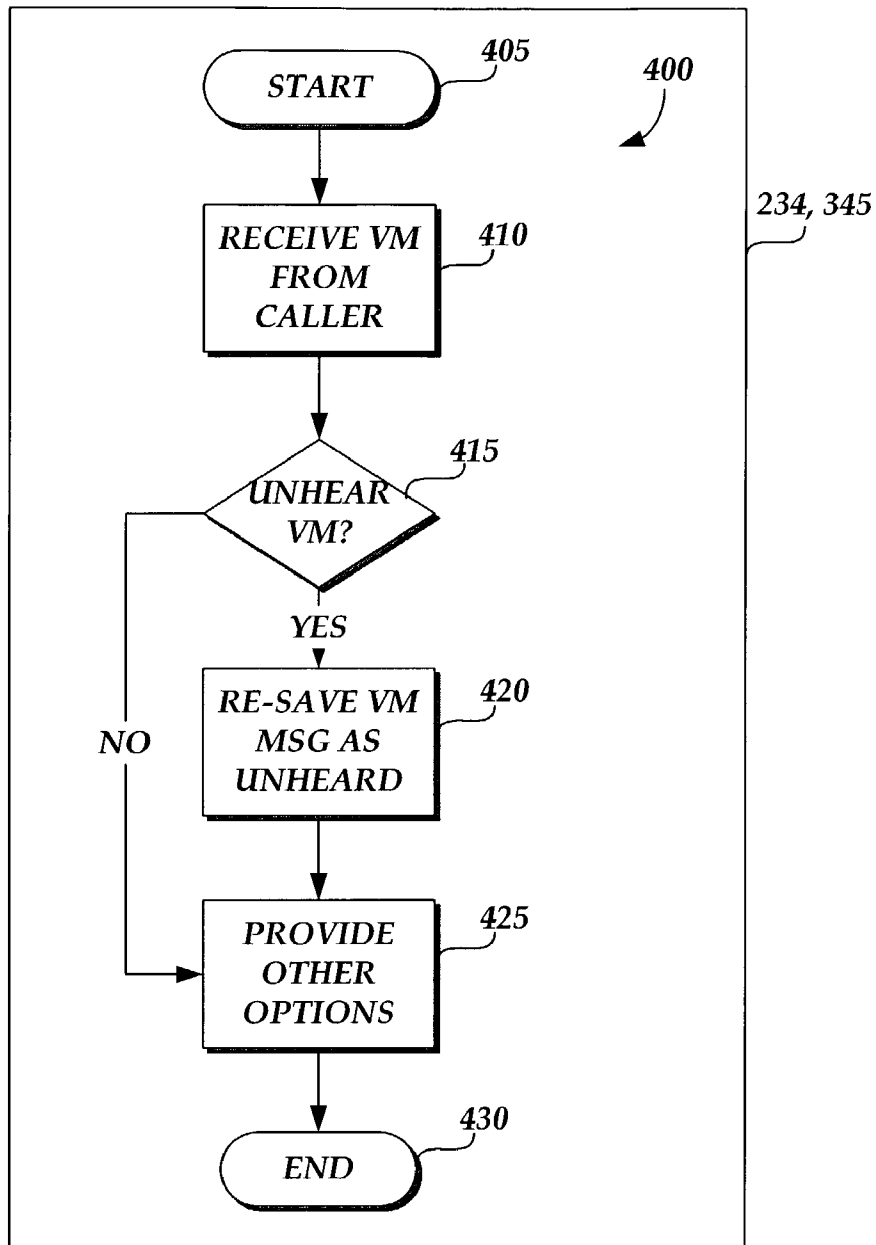 START
405
400
234, 345
RECEIVE VM
FROM
CALLER
410
UNHEAR
VM?
415
YES
NO
RE-SAVE VM
MSG AS
UNHEARD
420
PROVIDE
OTHER
OPTIONS
425
END
430